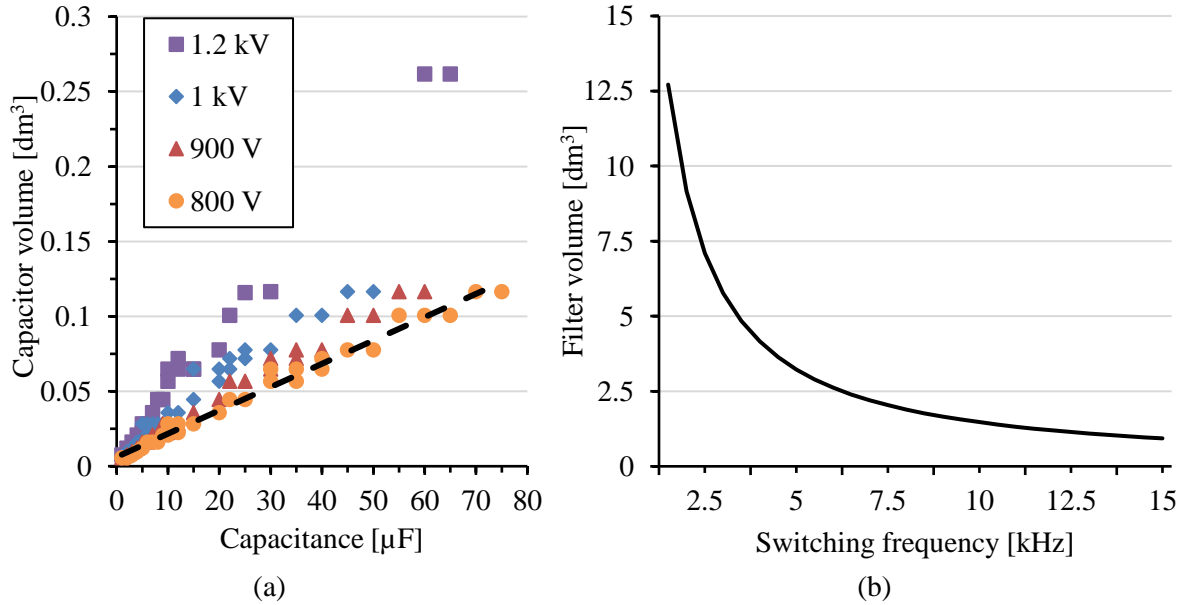 0.3
0.25
0.2
0.15
0.1
0.05
0
Capacitor volume [dm³]
1.2 kV
1 kV
900 V
800 V
0 10 20 30 40 50 60 70 80
Capacitance [µF]
(a)
15
12.5
10
7.5
5
2.5
0
Filter volume [dm³]
2.5 5 7.5 10 12.5 15
Switching frequency [kHz]
(b)